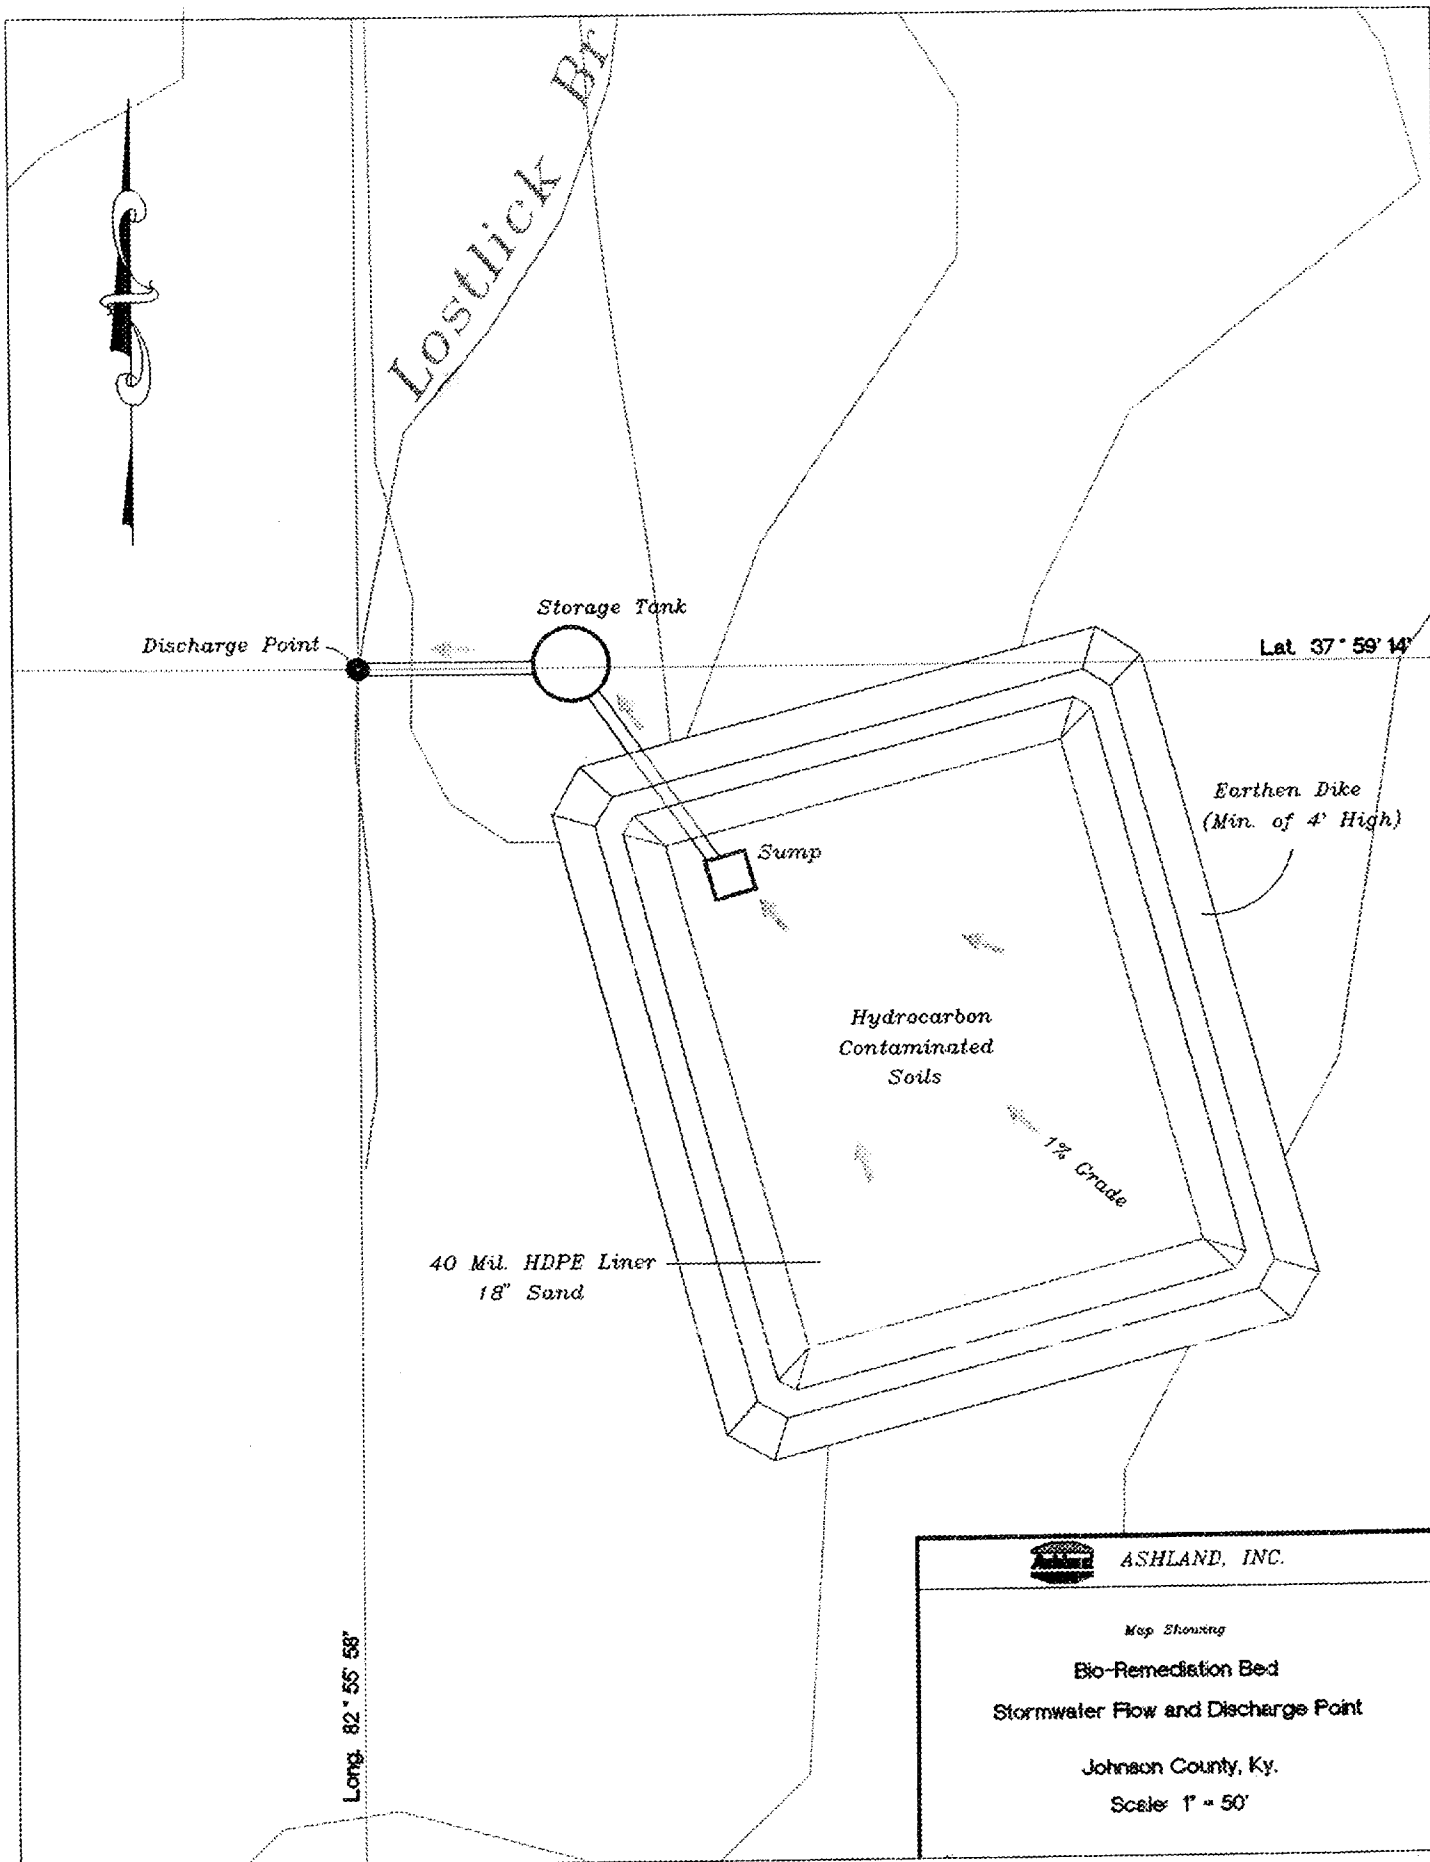 Lostlick Br
Storage Tank
Discharge Point
Lat. 37° 59' 14"
Earthen Dike
(Min. of 4' High)
Sump
Hydrocarbon
Contaminated
Soils
1% Grade
40 Mil. HDPE Liner
18" Sand
Long. 82° 55' 58"
Ashland
ASHLAND, INC.
Map Showing
Bio-Remediation Bed
Stormwater Flow and Discharge Point
Johnson County, Ky.
Scale: 1" = 50'